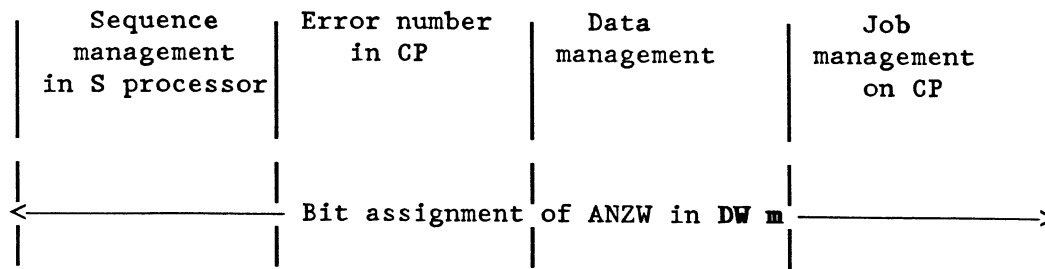 Sequence management in S processor
Error number in CP
Data management
Job management on CP
Bit assignment of ANZW in DW m